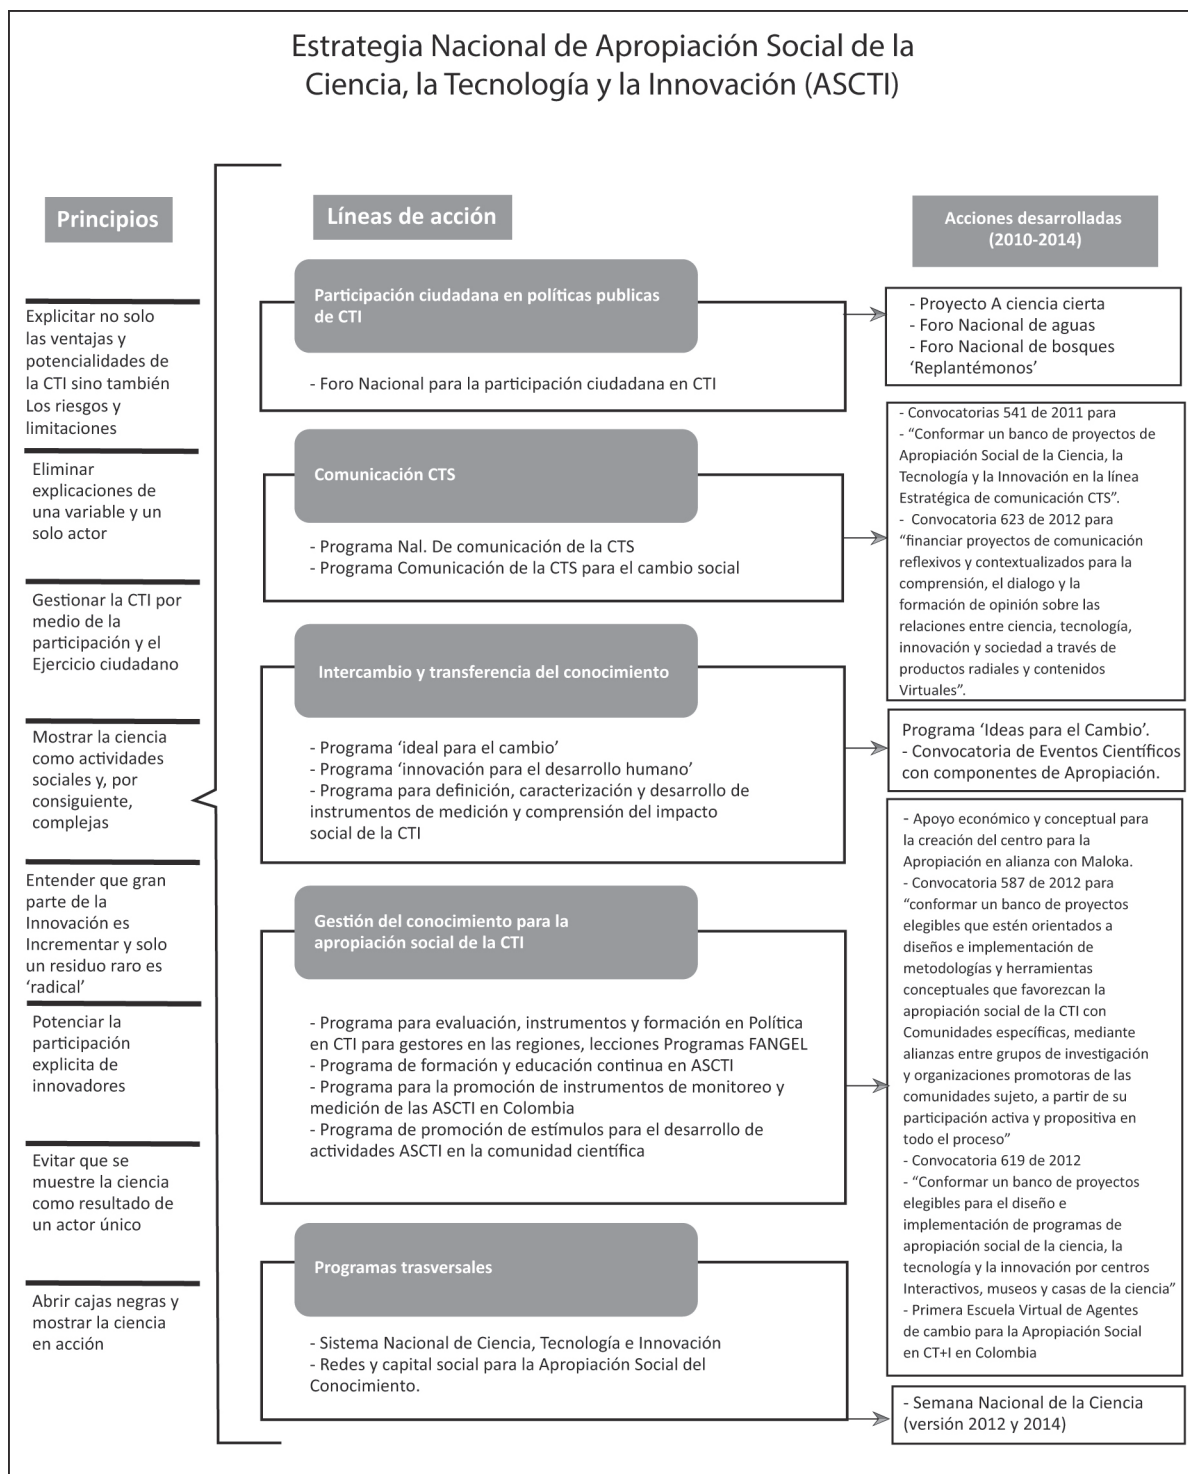 Estrategia Nacional de Apropiación Social de la
Ciencia, la Tecnología y la Innovación (ASCTI)
Principios
Explicitar no solo
las ventajas y
potencialidades de
la CTI sino también
Los riesgos y
limitaciones
Eliminar
explicaciones de
una variable y un
solo actor
Gestionar la CTI por
medio de la
participación y el
Ejercicio ciudadano
Mostrar la ciencia
como actividades
sociales y, por
consiguiente,
complejas
Entender que gran
parte de la
Innovación es
Incrementar y solo
un residuo raro es
‘radical’
Potenciar la
participación
explicita de
innovadores
Evitar que se
muestre la ciencia
como resultado de
un actor único
Abrir cajas negras y
mostrar la ciencia
en acción
Líneas de acción
Participación ciudadana en políticas publicas
de CTI
- Foro Nacional para la participación ciudadana en CTI
Comunicación CTS
- Programa Nal. De comunicación de la CTS
- Programa Comunicación de la CTS para el cambio social
Intercambio y transferencia del conocimiento
- Programa ‘ideal para el cambio’
- Programa ‘innovación para el desarrollo humano’
- Programa para definición, caracterización y desarrollo de
instrumentos de medición y comprensión del impacto
social de la CTI
Gestión del conocimiento para la
apropiación social de la CTI
- Programa para evaluación, instrumentos y formación en Política
en CTI para gestores en las regiones, lecciones Programas FANGEL
- Programa de formación y educación continua en ASCTI
- Programa para la promoción de instrumentos de monitoreo y
medición de las ASCTI en Colombia
- Programa de promoción de estímulos para el desarrollo de
actividades ASCTI en la comunidad científica
Programas trasversales
- Sistema Nacional de Ciencia, Tecnología e Innovación
- Redes y capital social para la Apropiación Social del
Conocimiento.
Acciones desarrolladas
(2010-2014)
- Proyecto A ciencia cierta
- Foro Nacional de aguas
- Foro Nacional de bosques
‘Replantémonos’
- Convocatorias 541 de 2011 para
- “Conformar un banco de proyectos de
Apropiación Social de la Ciencia, la
Tecnología y la Innovación en la línea
Estratégica de comunicación CTS”.
- Convocatoria 623 de 2012 para
“financiar proyectos de comunicación
reflexivos y contextualizados para la
comprensión, el dialogo y la
formación de opinión sobre las
relaciones entre ciencia, tecnología,
innovación y sociedad a través de
productos radiales y contenidos
Virtuales”.
Programa ‘Ideas para el Cambio’.
- Convocatoria de Eventos Científicos
con componentes de Apropiación.
- Apoyo económico y conceptual para
la creación del centro para la
Apropiación en alianza con Maloka.
- Convocatoria 587 de 2012 para
“conformar un banco de proyectos
elegibles que estén orientados a
diseños e implementación de
metodologías y herramientas
conceptuales que favorezcan la
apropiación social de la CTI con
Comunidades específicas, mediante
alianzas entre grupos de investigación
y organizaciones promotoras de las
comunidades sujeto, a partir de su
participación activa y propositiva en
todo el proceso”
- Convocatoria 619 de 2012
- “Conformar un banco de proyectos
elegibles para el diseño e
implementación de programas de
apropiación social de la ciencia, la
tecnología y la innovación por centros
Interactivos, museos y casas de la ciencia”
- Primera Escuela Virtual de Agentes
de cambio para la Apropiación Social
en CT+I en Colombia
- Semana Nacional de la Ciencia
(versión 2012 y 2014)